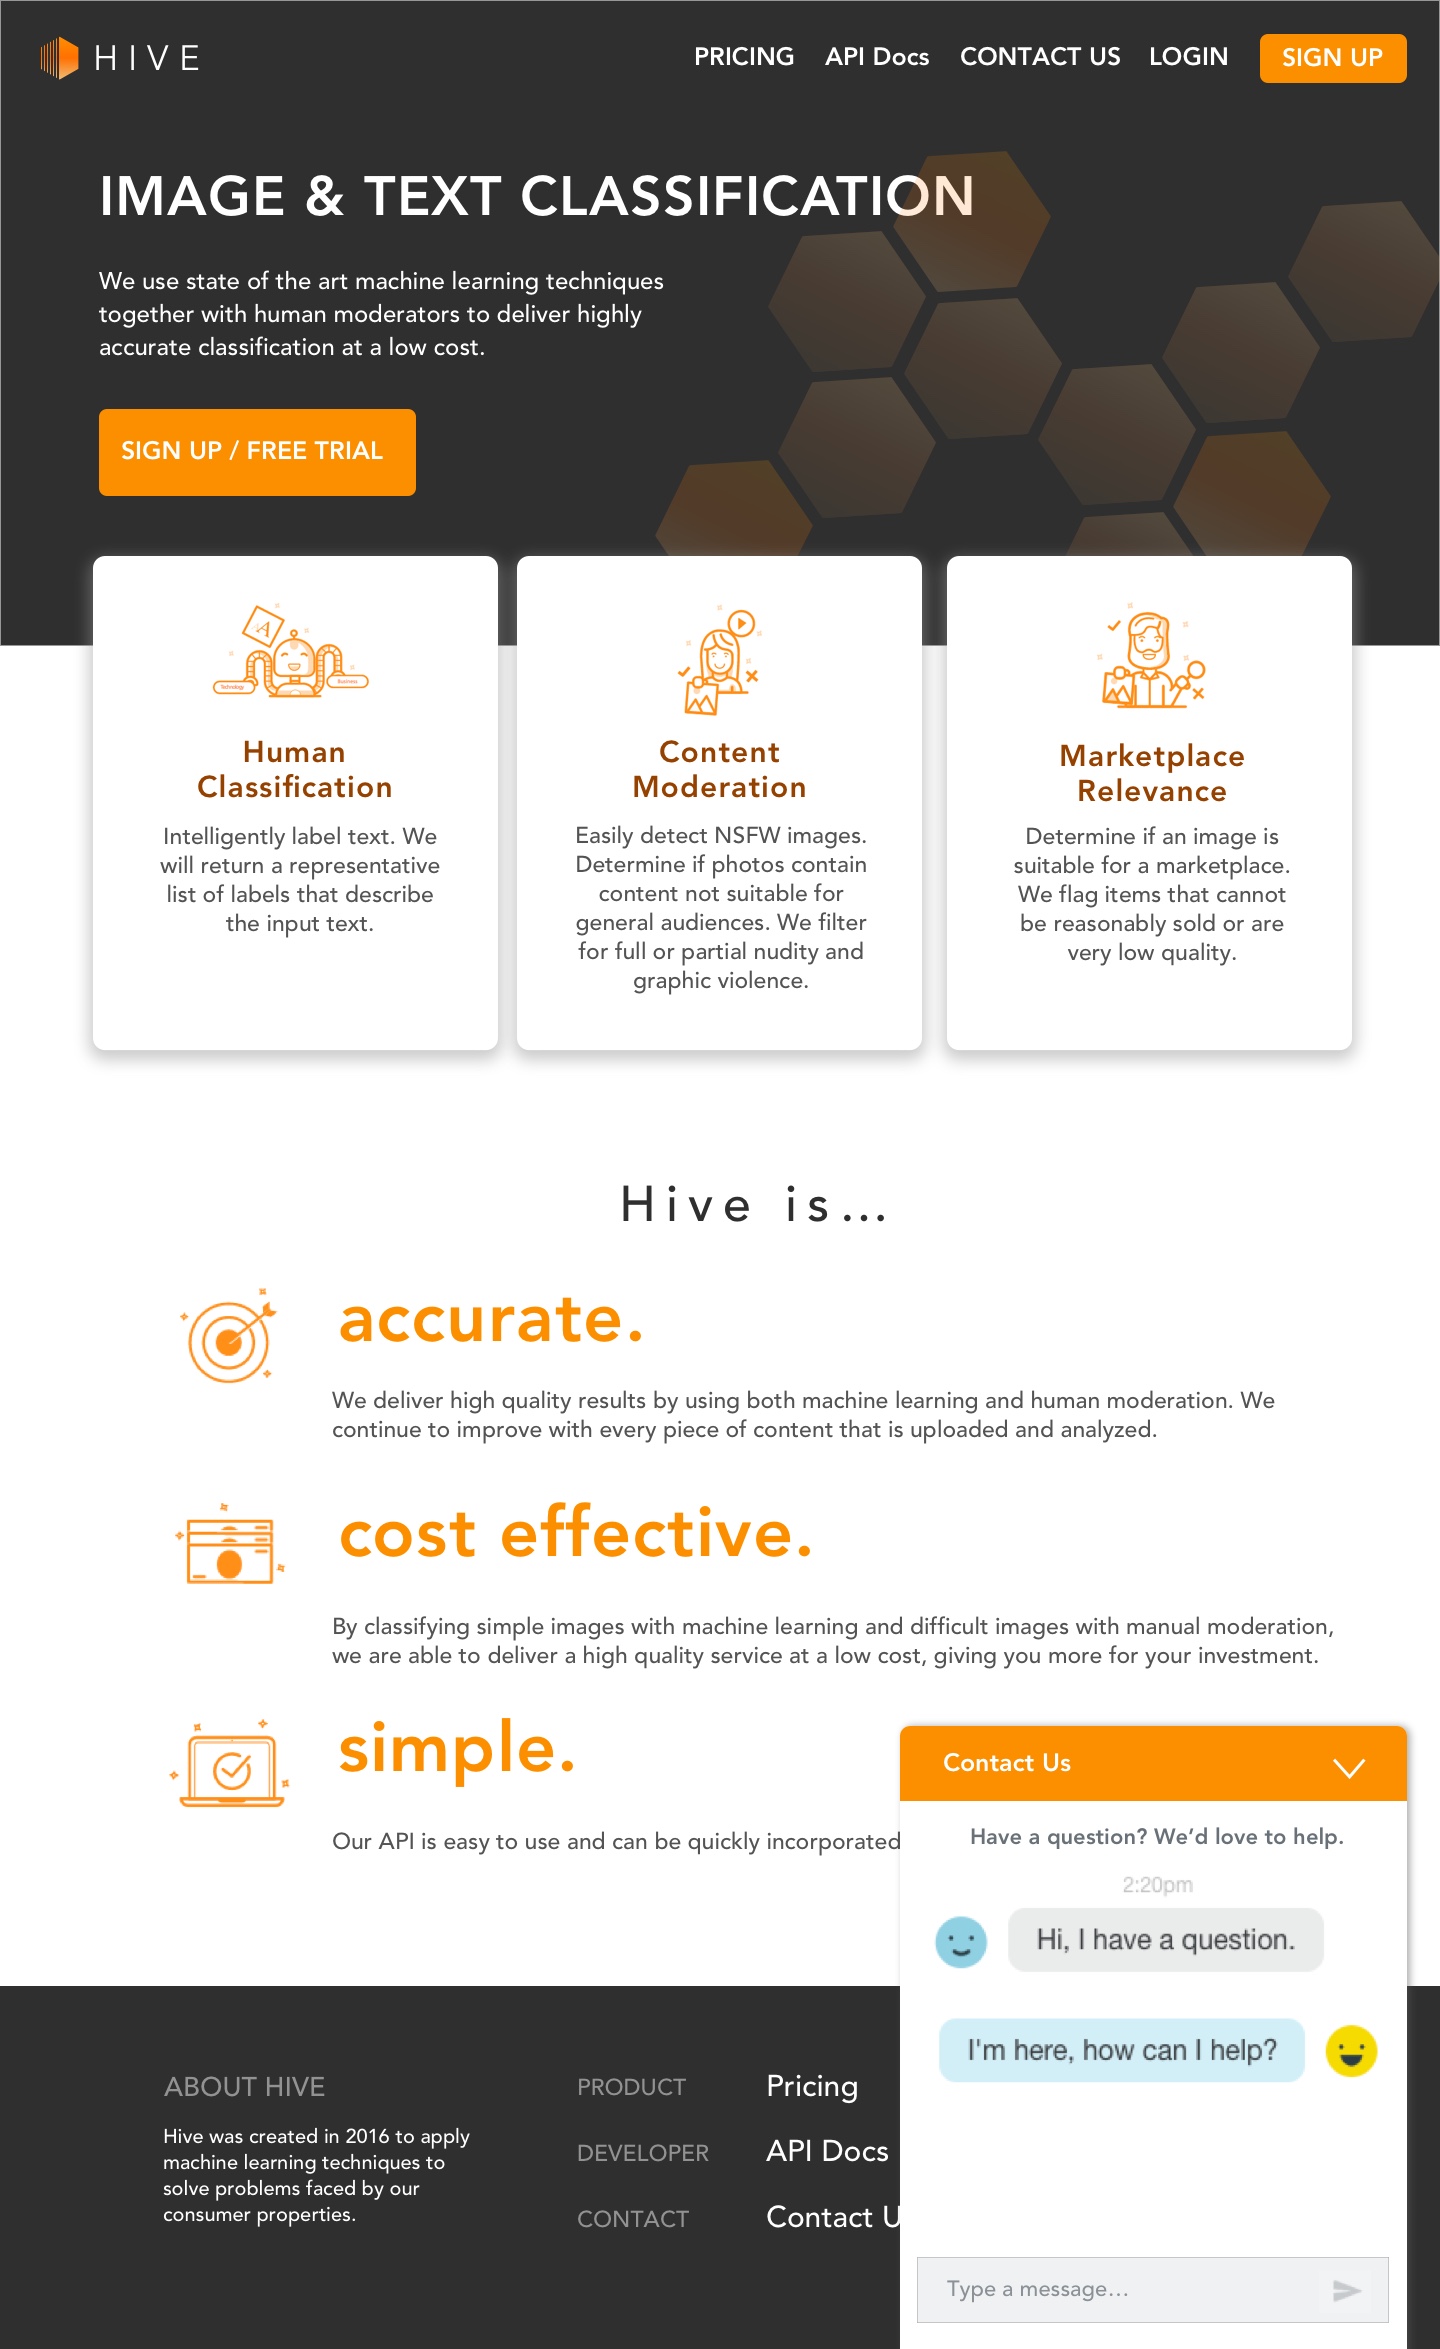 HIVE
PRICING
API Docs
CONTACT US
LOGIN
SIGN UP
IMAGE & TEXT CLASSIFICATION
We use state of the art machine learning techniques
together with human moderators to deliver highly
accurate classification at a low cost.
SIGN UP / FREE TRIAL
A
Technology
Business
Human
Classification
Intelligently label text. We
will return a representative
list of labels that describe
the input text.
Content
Moderation
Easily detect NSFW images.
Determine if photos contain
content not suitable for
general audiences. We filter
for full or partial nudity and
graphic violence.
Marketplace
Relevance
Determine if an image is
suitable for a marketplace.
We flag items that cannot
be reasonably sold or are
very low quality.
Hive is...
accurate.
We deliver high quality results by using both machine learning and human moderation. We
continue to improve with every piece of content that is uploaded and analyzed.
cost effective.
By classifying simple images with machine learning and difficult images with manual moderation,
we are able to deliver a high quality service at a low cost, giving you more for your investment.
simple.
Our API is easy to use and can be quickly incorporated
Contact Us
Have a question? We’d love to help.
2:20pm
Hi, I have a question.
I'm here, how can I help?
Type a message...
ABOUT HIVE
Hive was created in 2016 to apply
machine learning techniques to
solve problems faced by our
consumer properties.
PRODUCT
Pricing
DEVELOPER
API Docs
CONTACT
Contact U